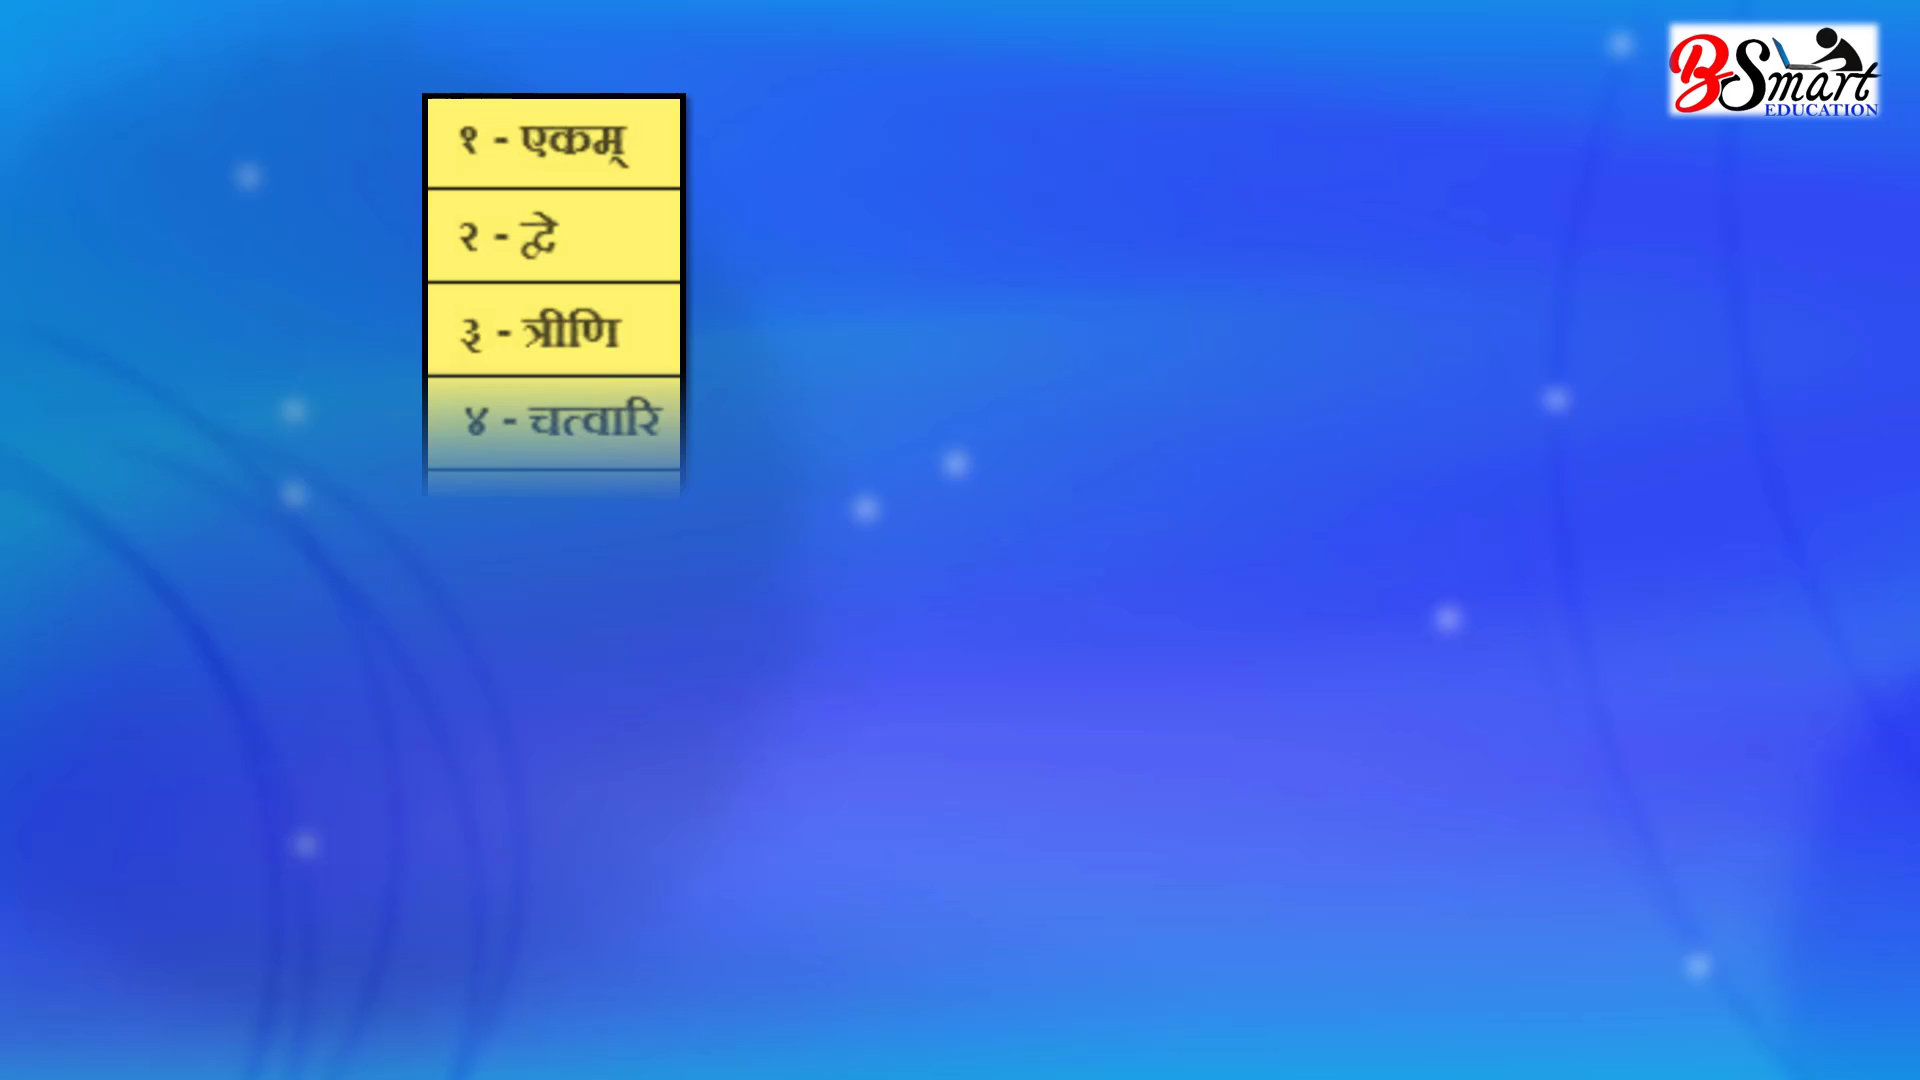 BSmart
EDUCATION
१ - एकम्
२ - द्वे
३ - त्रीणि
४ - चत्वारि